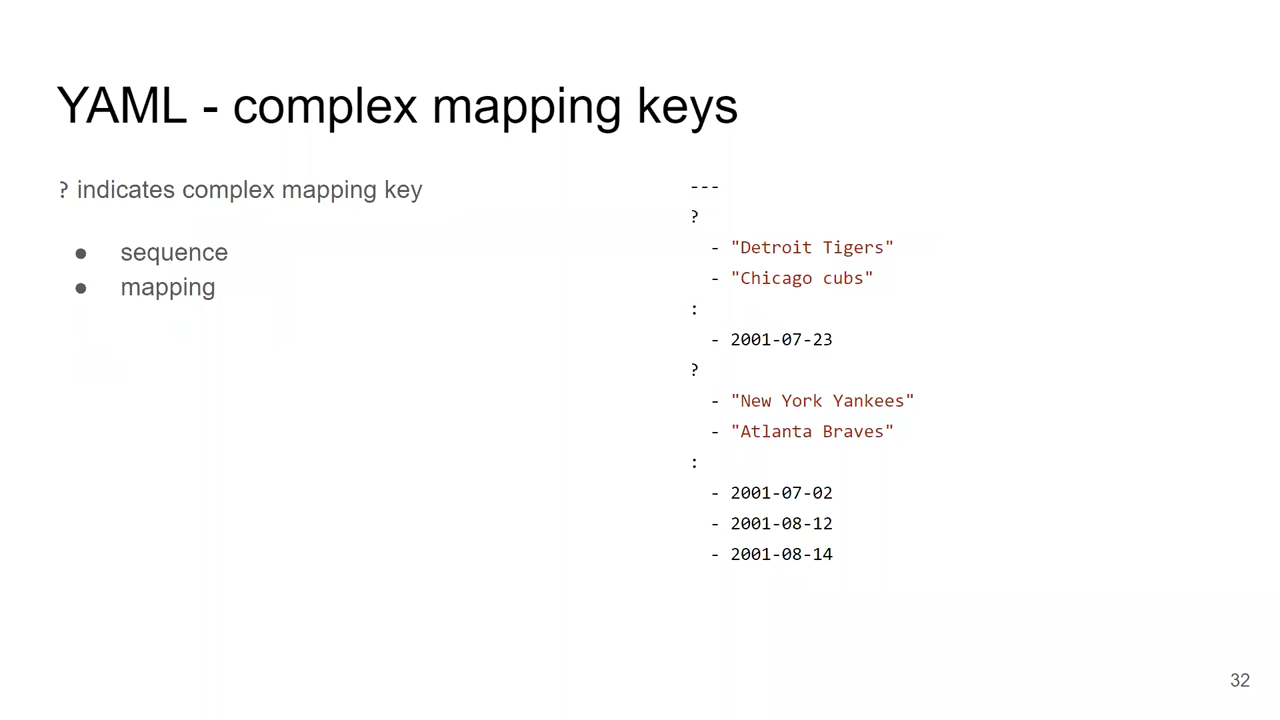 YAML - complex mapping keys
? indicates complex mapping key
● sequence
● mapping
---
?
  - "Detroit Tigers"
  - "Chicago cubs"
:
  - 2001-07-23
?
  - "New York Yankees"
  - "Atlanta Braves"
:
  - 2001-07-02
  - 2001-08-12
  - 2001-08-14
32